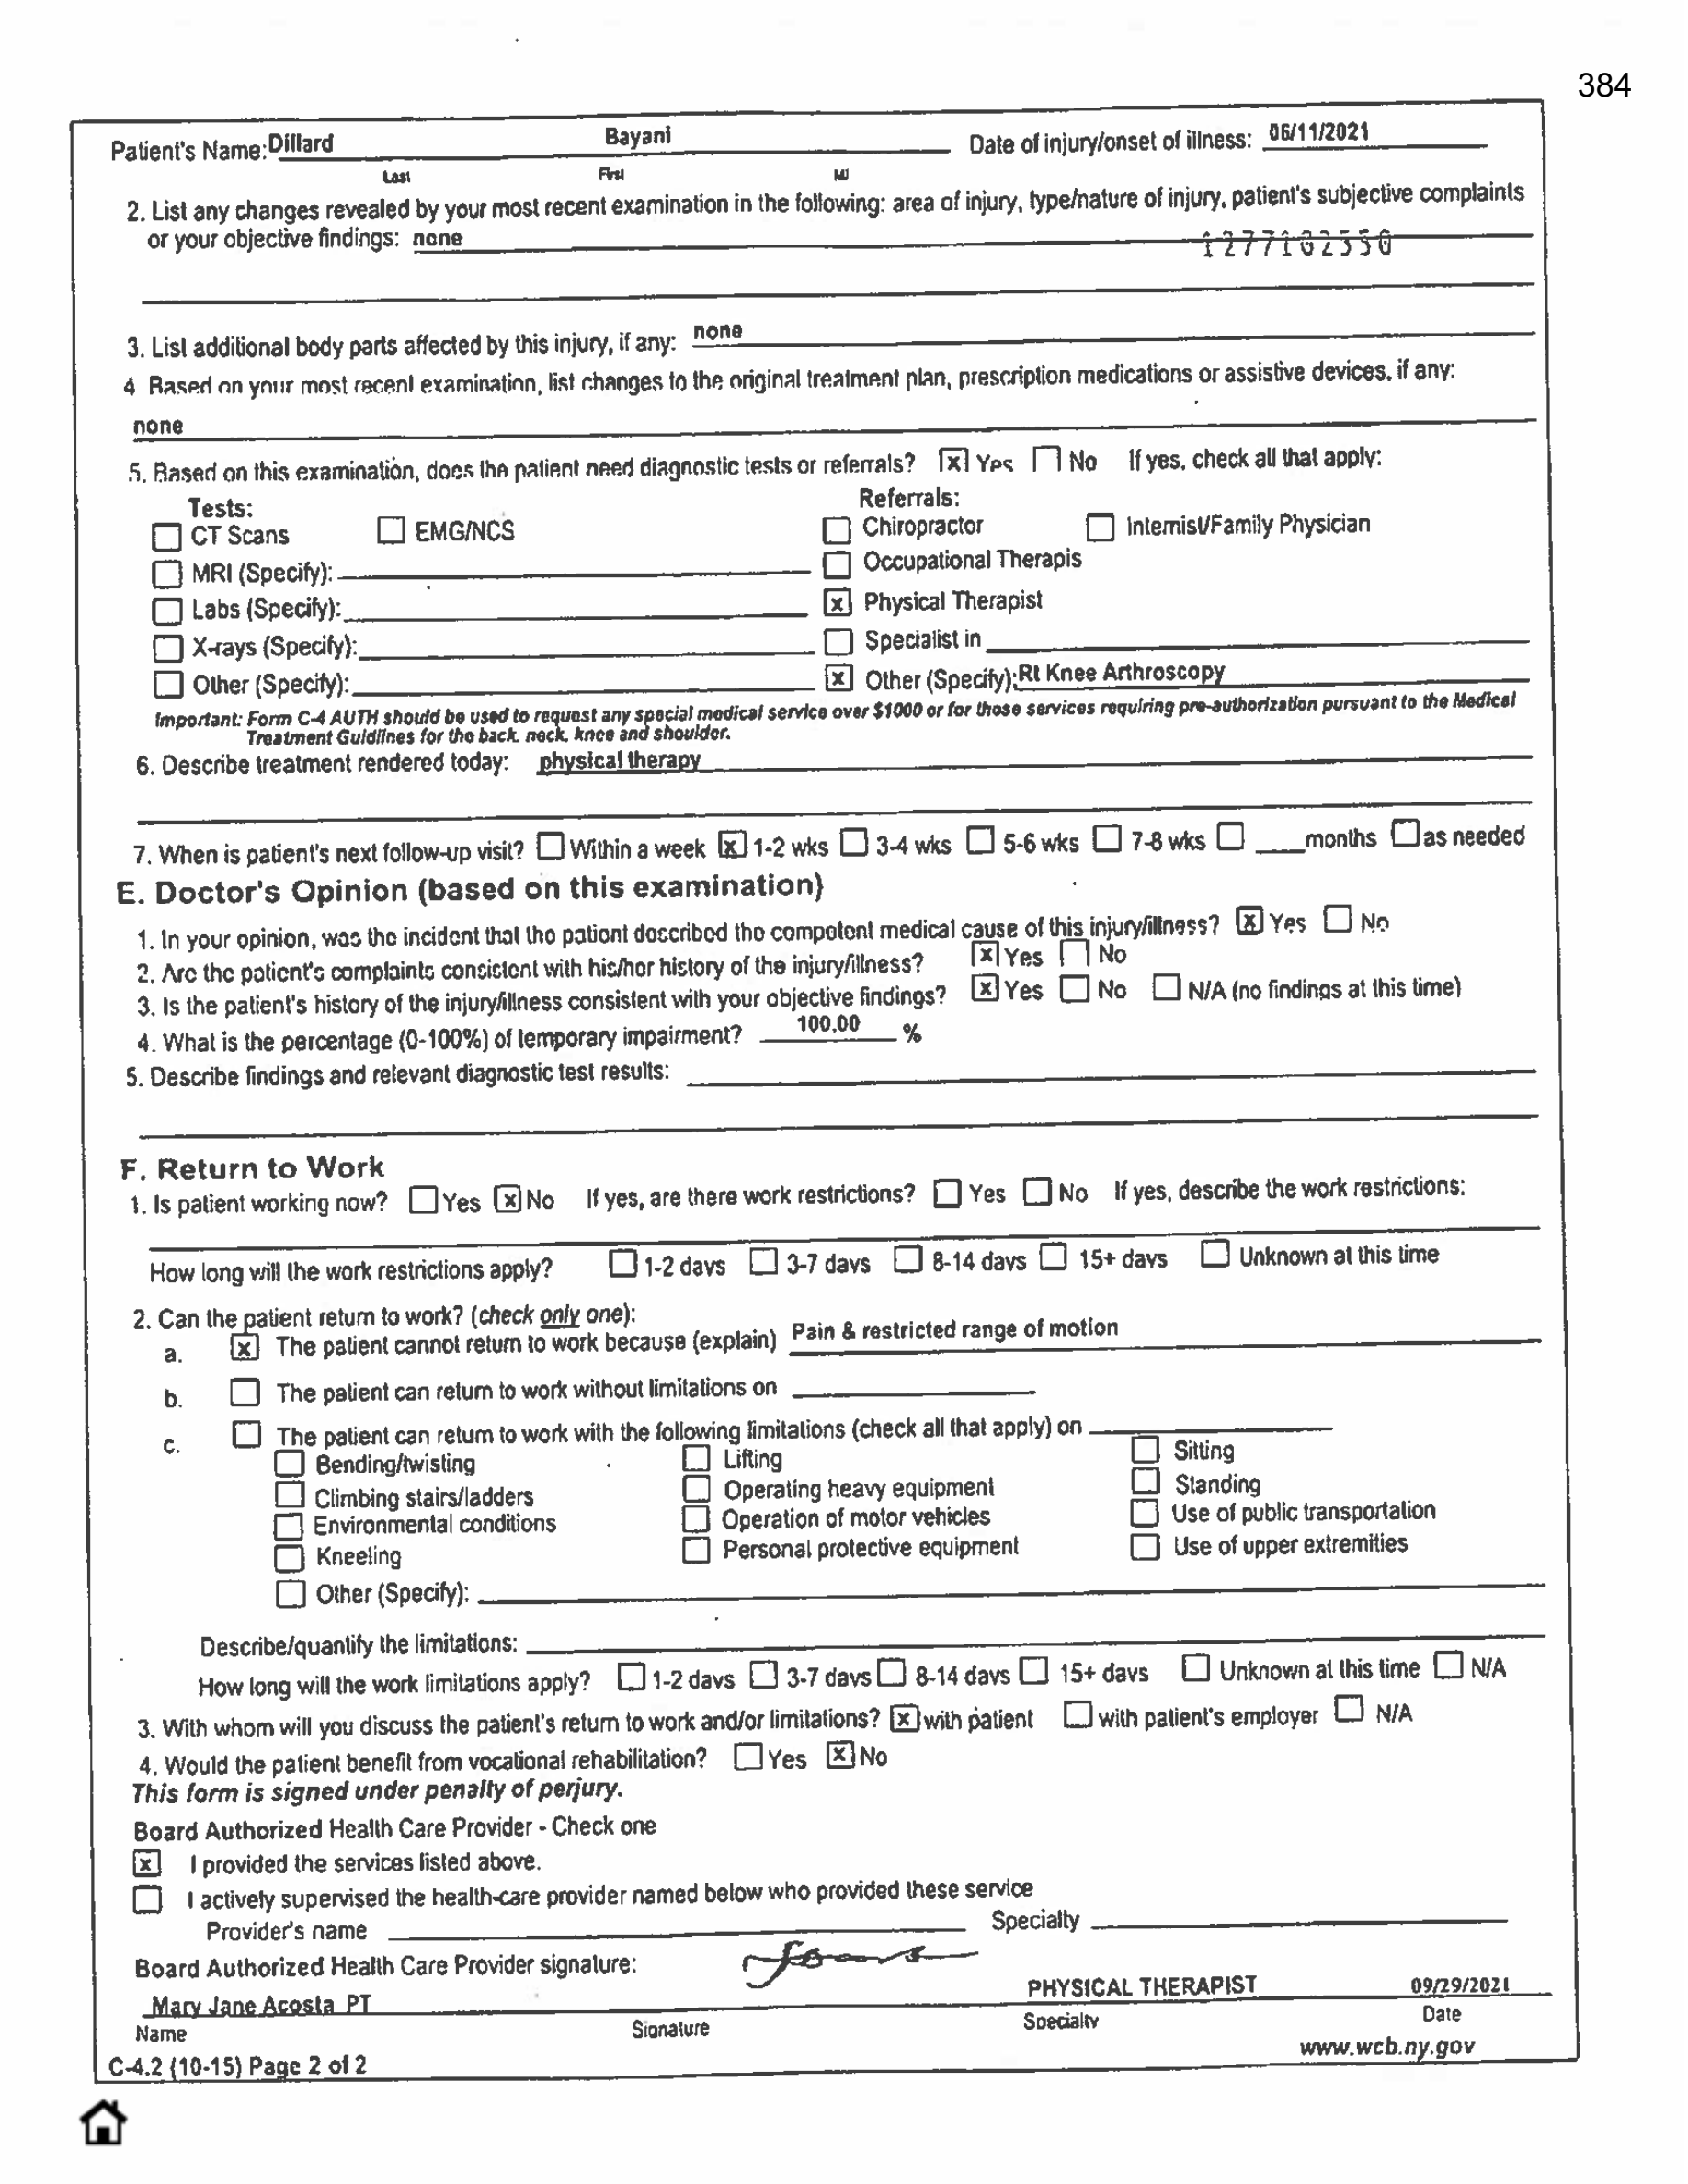 384
Patient's Name: Dillard Bayani Date of injury/onset of illness: 06/11/2021
Last First MI
2. List any changes revealed by your most recent examination in the following: area of injury, type/nature of injury, patient's subjective complaints
or your objective findings: none 1277102550
3. List additional body parts affected by this injury, if any: none
4 Based on your most recent examination, list changes to the original treatment plan, prescription medications or assistive devices, if any:
none
5. Based on this examination, does the patient need diagnostic tests or referrals? [x] Yes [ ] No If yes, check all that apply:
Tests: Referrals:
[ ] CT Scans [ ] EMG/NCS [ ] Chiropractor [ ] Internist/Family Physician
[ ] MRI (Specify): [ ] Occupational Therapis
[ ] Labs (Specify): [x] Physical Therapist
[ ] X-rays (Specify): [ ] Specialist in
[ ] Other (Specify): [x] Other (Specify): Rt Knee Arthroscopy
Important: Form C-4 AUTH should be used to request any special medical service over $1000 or for those services requiring pre-authorization pursuant to the Medical
Treatment Guidlines for the back, neck, knee and shoulder.
6. Describe treatment rendered today: physical therapy
7. When is patient's next follow-up visit? [ ] Within a week [x] 1-2 wks [ ] 3-4 wks [ ] 5-6 wks [ ] 7-8 wks [ ] ____months [ ] as needed
E. Doctor's Opinion (based on this examination)
1. In your opinion, was the incident that the patient described the competent medical cause of this injury/illness? [x] Yes [ ] No
2. Are the patient's complaints consistent with his/her history of the injury/illness? [x] Yes [ ] No
3. Is the patient's history of the injury/illness consistent with your objective findings? [x] Yes [ ] No [ ] N/A (no findings at this time)
4. What is the percentage (0-100%) of temporary impairment? 100.00 %
5. Describe findings and relevant diagnostic test results:
F. Return to Work
1. Is patient working now? [ ] Yes [x] No If yes, are there work restrictions? [ ] Yes [ ] No If yes, describe the work restrictions:
How long will the work restrictions apply? [ ] 1-2 days [ ] 3-7 days [ ] 8-14 days [ ] 15+ days [ ] Unknown at this time
2. Can the patient return to work? (check only one):
a. [x] The patient cannot return to work because (explain) Pain & restricted range of motion
b. [ ] The patient can return to work without limitations on
c. [ ] The patient can return to work with the following limitations (check all that apply) on
[ ] Bending/twisting [ ] Lifting [ ] Sitting
[ ] Climbing stairs/ladders [ ] Operating heavy equipment [ ] Standing
[ ] Environmental conditions [ ] Operation of motor vehicles [ ] Use of public transportation
[ ] Kneeling [ ] Personal protective equipment [ ] Use of upper extremities
[ ] Other (Specify):
Describe/quantify the limitations:
How long will the work limitations apply? [ ] 1-2 days [ ] 3-7 days [ ] 8-14 days [ ] 15+ days [ ] Unknown at this time [ ] N/A
3. With whom will you discuss the patient's return to work and/or limitations? [x] with patient [ ] with patient's employer [ ] N/A
4. Would the patient benefit from vocational rehabilitation? [ ] Yes [x] No
This form is signed under penalty of perjury.
Board Authorized Health Care Provider - Check one
[x] I provided the services listed above.
[ ] I actively supervised the health-care provider named below who provided these service
Provider's name Specialty
Board Authorized Health Care Provider signature:
Mary Jane Acosta PT PHYSICAL THERAPIST 09/29/2021
Name Signature Specialty Date
www.wcb.ny.gov
C-4.2 (10-15) Page 2 of 2